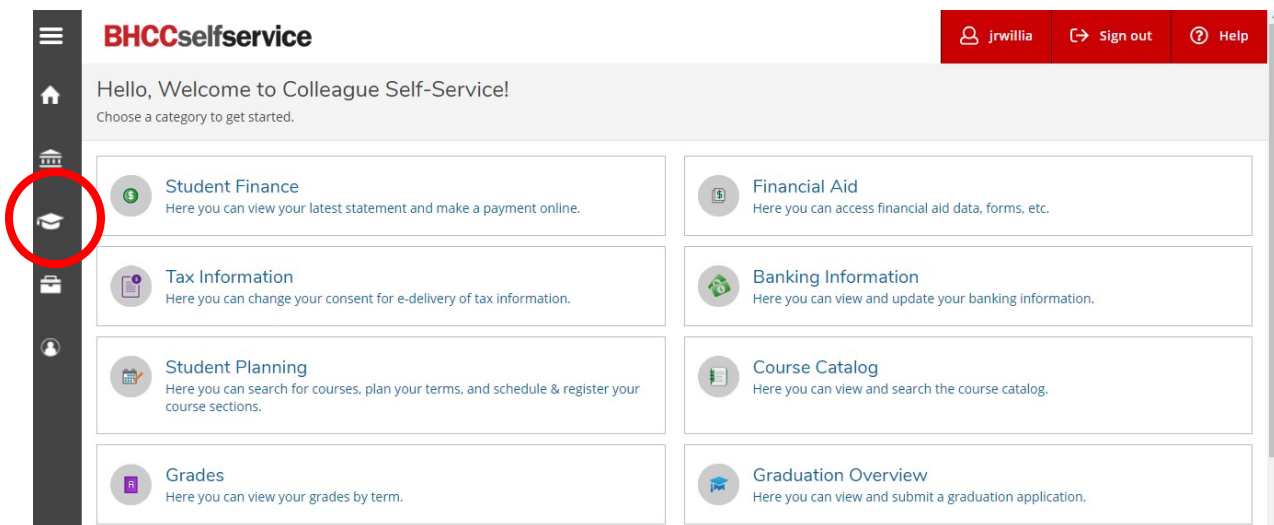 BHCCselfservice
jrwillia
Sign out
Help
Hello, Welcome to Colleague Self-Service!
Choose a category to get started.
Student Finance
Here you can view your latest statement and make a payment online.
Financial Aid
Here you can access financial aid data, forms, etc.
Tax Information
Here you can change your consent for e-delivery of tax information.
Banking Information
Here you can view and update your banking information.
Student Planning
Here you can search for courses, plan your terms, and schedule & register your
course sections.
Course Catalog
Here you can view and search the course catalog.
Grades
Here you can view your grades by term.
Graduation Overview
Here you can view and submit a graduation application.